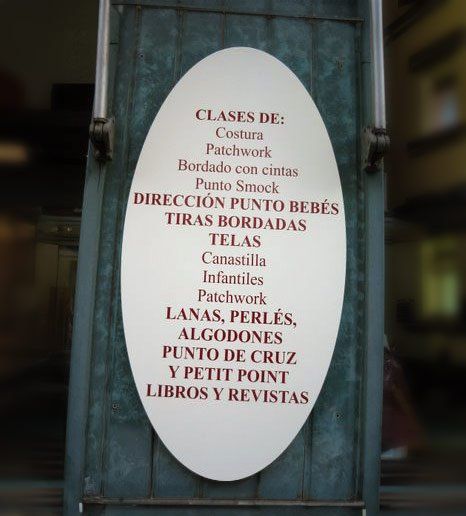 CLASES DE:
Costura
Patchwork
Bordado con cintas
Punto Smock
DIRECCIÓN PUNTO BEBÉS
TIRAS BORDADAS
TELAS
Canastilla
Infantiles
Patchwork
LANAS, PERLÉS,
ALGODONES
PUNTO DE CRUZ
Y PETIT POINT
LIBROS Y REVISTAS